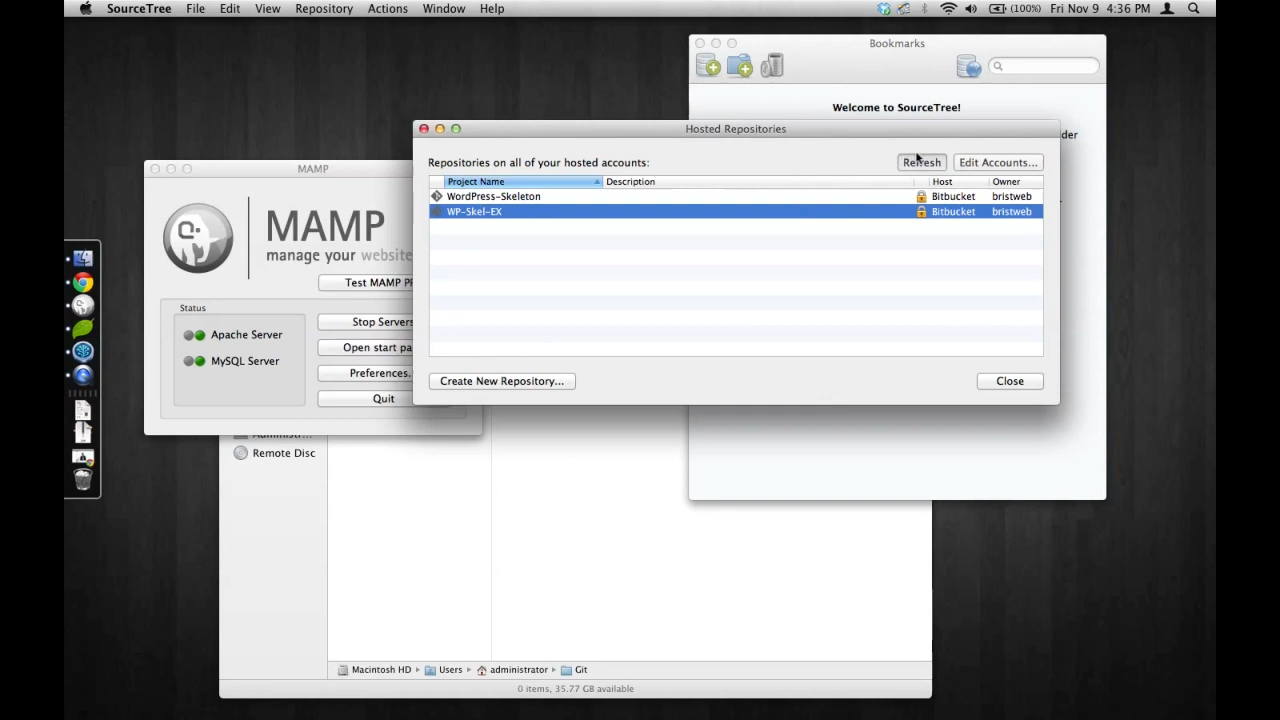 SourceTree File Edit View Repository Actions Window Help (100%) Fri Nov 9 4:36 PM
Bookmarks
Welcome to SourceTree!
der
Hosted Repositories
Repositories on all of your hosted accounts:
Refresh
Edit Accounts...
Project Name Description Host Owner
WordPress-Skeleton Bitbucket bristweb
WP-Skel-EX Bitbucket bristweb
Create New Repository...
Close
MAMP
MAMP
manage your website
Test MAMP P
Status
Apache Server
MySQL Server
Stop Servers
Open start pa
Preferences.
Quit
Remote Disc
Macintosh HD Users administrator Git
0 items, 35.77 GB available